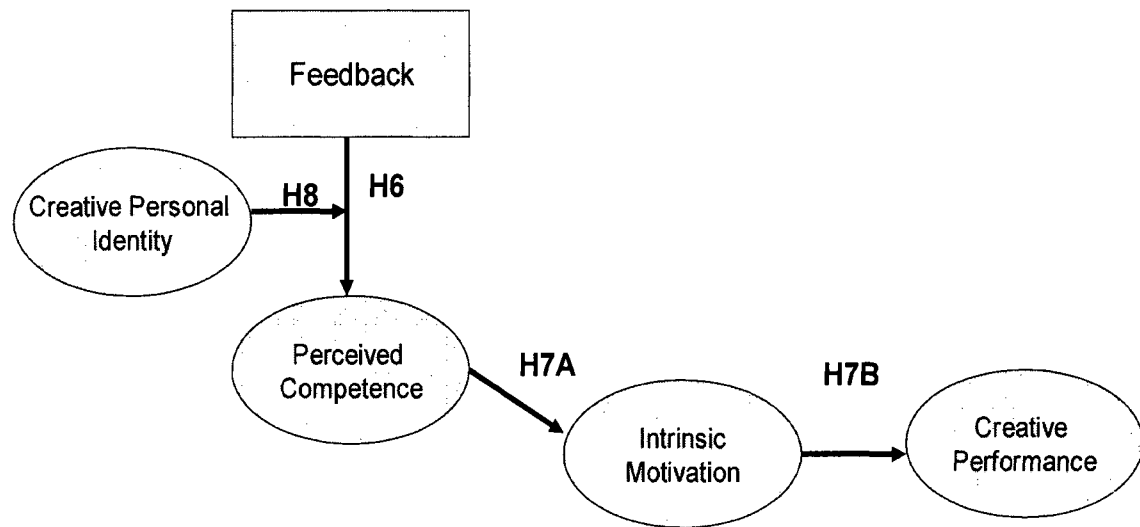 Feedback
H8
H6
Creative Personal
Identity
Perceived
Competence
H7A
H7B
Intrinsic
Motivation
Creative
Performance